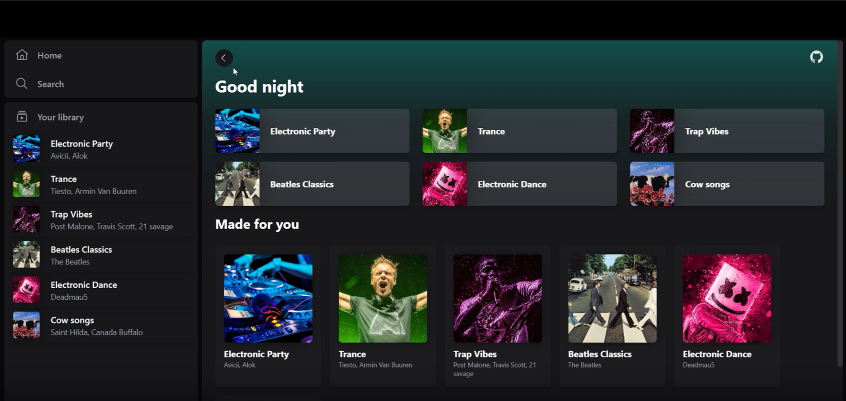 Home
Search
Your library
Electronic Party
Avicii, Alok
Trance
Tiesto, Armin Van Buuren
Trap Vibes
Post Malone, Travis Scott, 21 savage
Beatles Classics
The Beatles
Electronic Dance
Deadmau5
Cow songs
Saint Hilda, Canada Buffalo
Good night
Electronic Party
Trance
Trap Vibes
Beatles Classics
Electronic Dance
Cow songs
Made for you
Electronic Party
Avicii, Alok
Trance
Tiesto, Armin Van Buuren
Trap Vibes
Post Malone, Travis Scott, 21
savage
Beatles Classics
The Beatles
Electronic Dance
Deadmau5